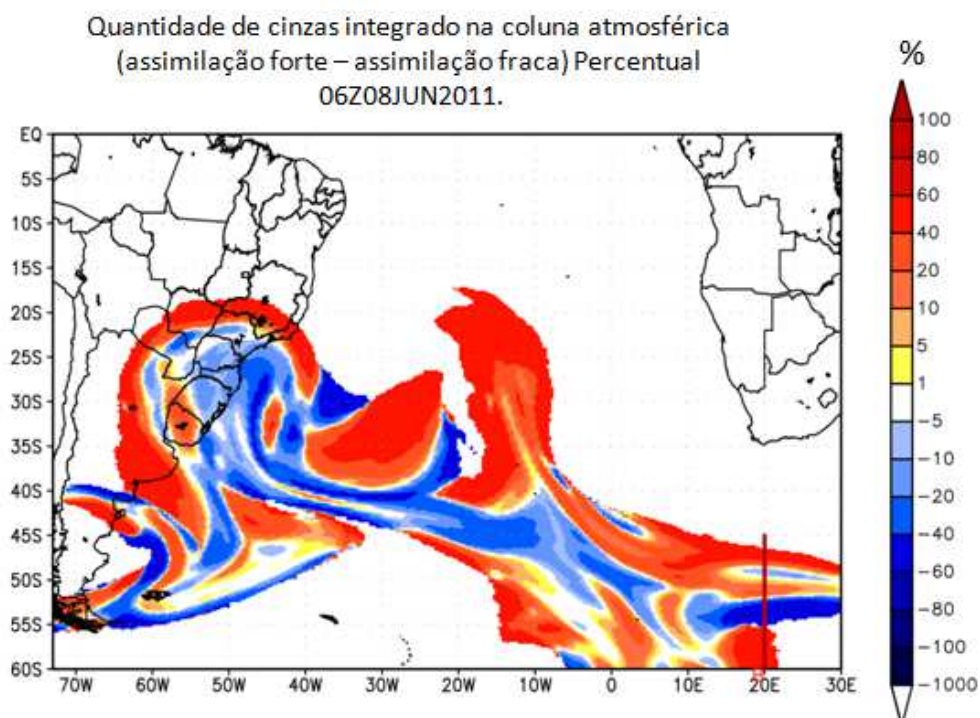 Quantidade de cinzas integrado na coluna atmosférica
(assimilação forte – assimilação fraca) Percentual
06Z08JUN2011.
%
EQ
5S
10S
15S
20S
25S
30S
35S
40S
45S
50S
55S
60S
70W 60W 50W 40W 30W 20W 10W 0 10E 20E 30E
100
80
60
40
20
10
5
1
−5
−10
−20
−40
−60
−80
−100
−1000